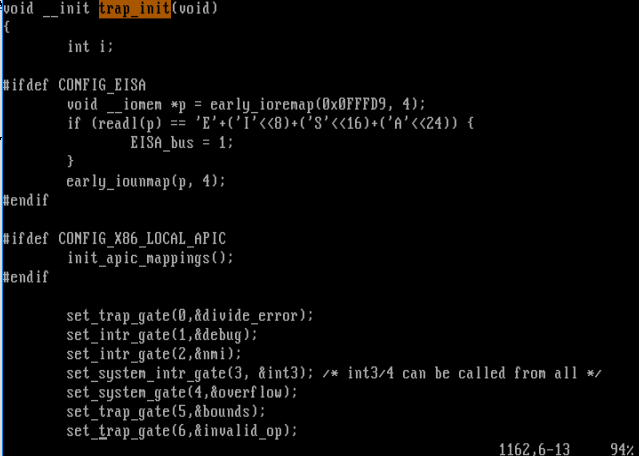 void __init trap_init(void)
{
        int i;

#ifdef CONFIG_EISA
        void __iomem *p = early_ioremap(0x0FFFD9, 4);
        if (readl(p) == 'E'+('I'<<8)+('S'<<16)+('A'<<24)) {
                EISA_bus = 1;
        }
        early_iounmap(p, 4);
#endif

#ifdef CONFIG_X86_LOCAL_APIC
        init_apic_mappings();
#endif

        set_trap_gate(0,&divide_error);
        set_intr_gate(1,&debug);
        set_intr_gate(2,&nmi);
        set_system_intr_gate(3, &int3); /* int3/4 can be called from all */
        set_system_gate(4,&overflow);
        set_trap_gate(5,&bounds);
        set_trap_gate(6,&invalid_op);
1162,6-13 94%